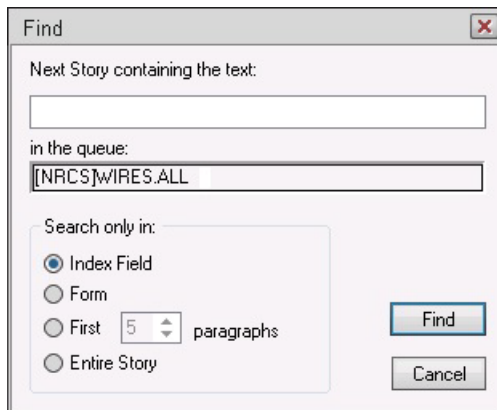 Find
Next Story containing the text:
in the queue:
[NRCS]WIRES.ALL
Search only in:
Index Field
Form
First 5 paragraphs
Entire Story
Find
Cancel